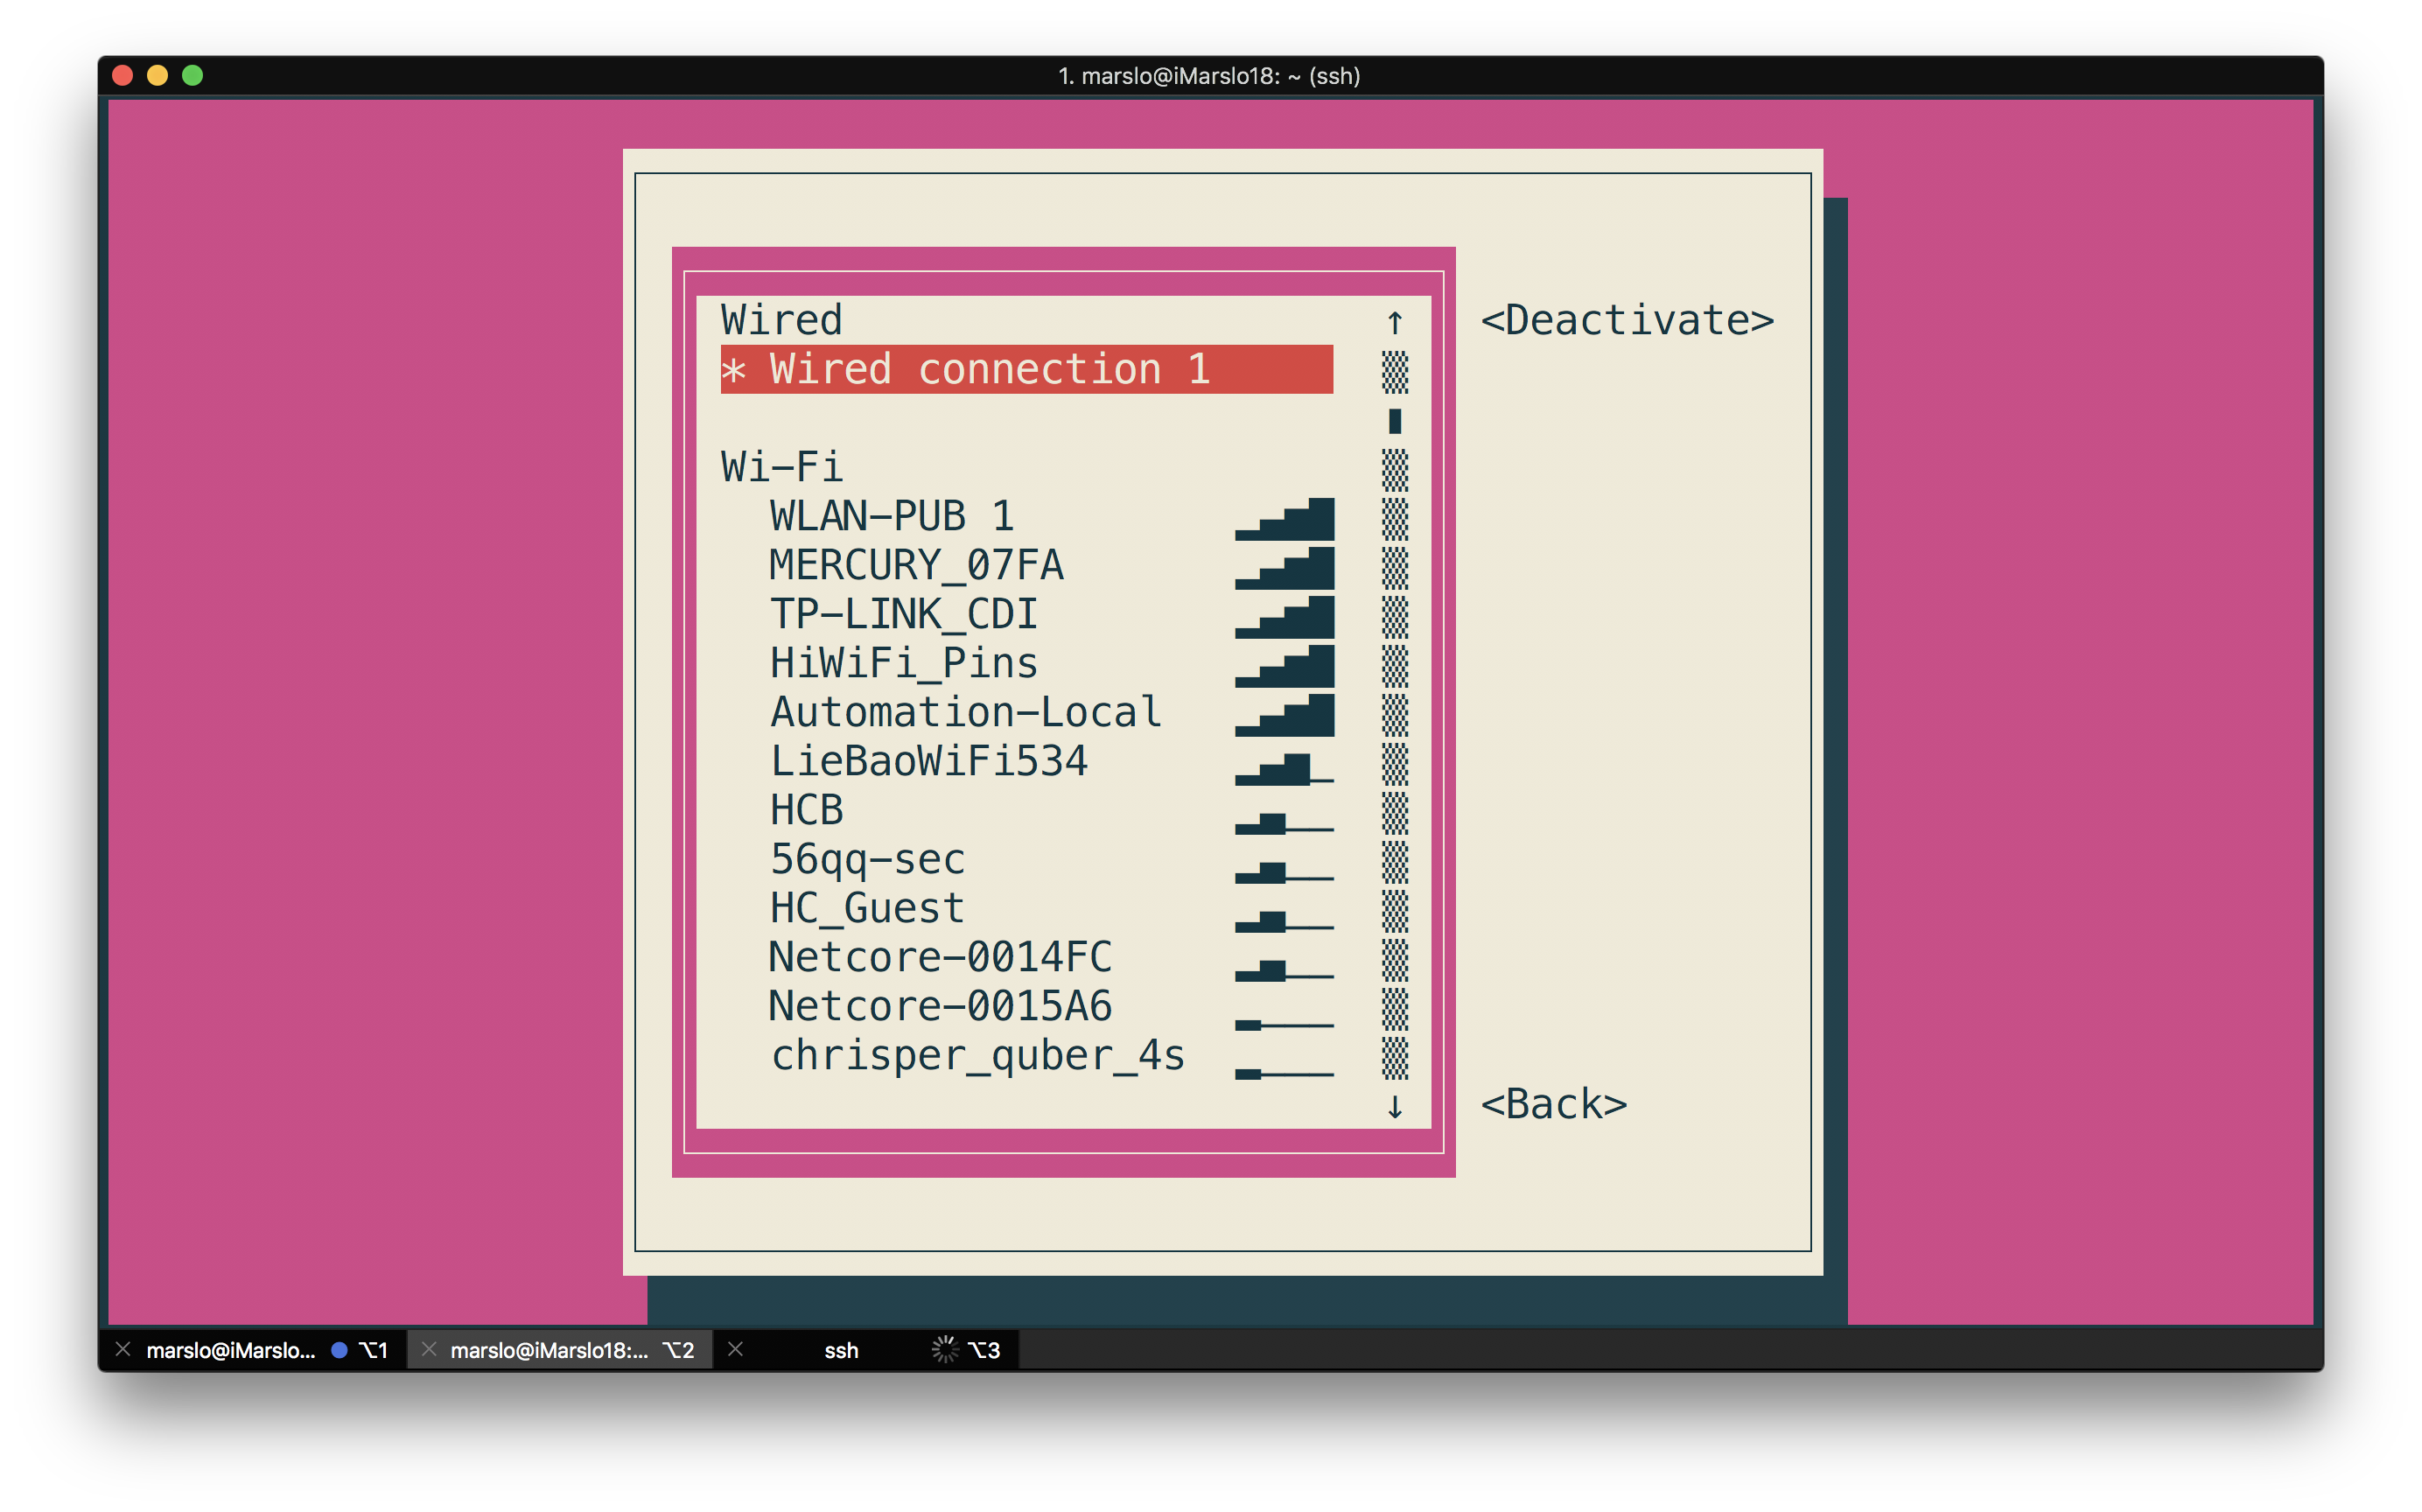 1. marslo@iMarslo18: ~ (ssh)
Wired ↑ <Deactivate>
* Wired connection 1
Wi-Fi
WLAN-PUB 1
MERCURY_07FA
TP-LINK_CDI
HiWiFi_Pins
Automation-Local
LieBaoWiFi534
HCB
56qq-sec
HC_Guest
Netcore-0014FC
Netcore-0015A6
chrisper_quber_4s
↓ <Back>
marslo@iMarslo... ⌥1 marslo@iMarslo18:... ⌥2 ssh ⌥3